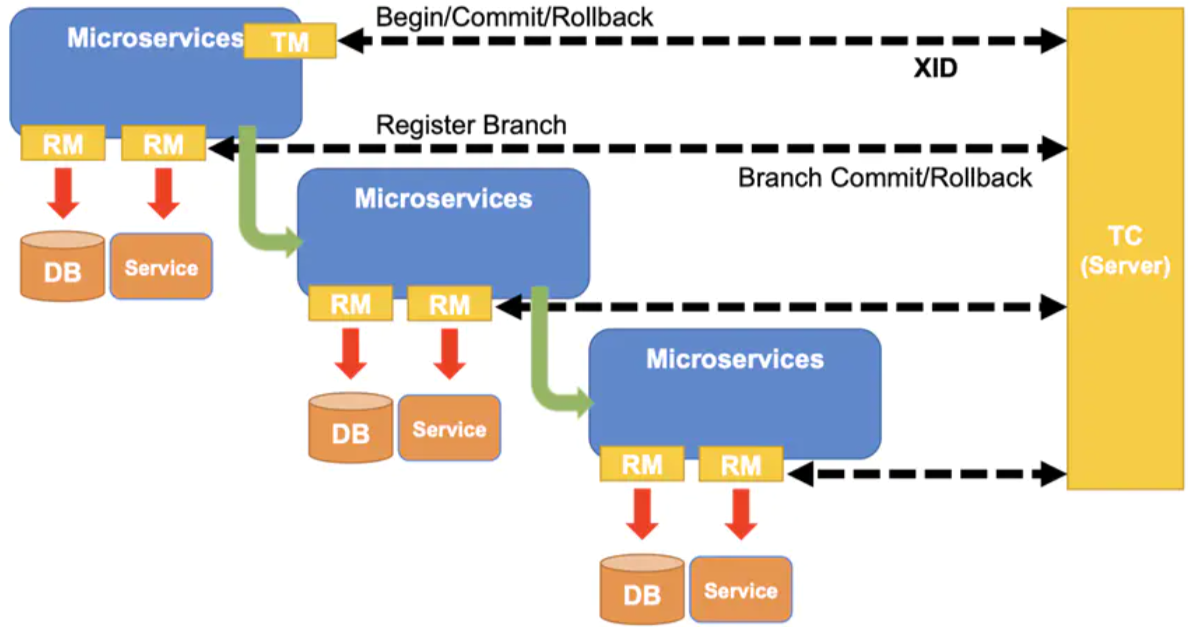 Begin/Commit/Rollback
Microservices
TM
XID
Register Branch
RM
RM
Branch Commit/Rollback
Microservices
TC
(Server)
DB
Service
RM
RM
Microservices
DB
Service
RM
RM
DB
Service